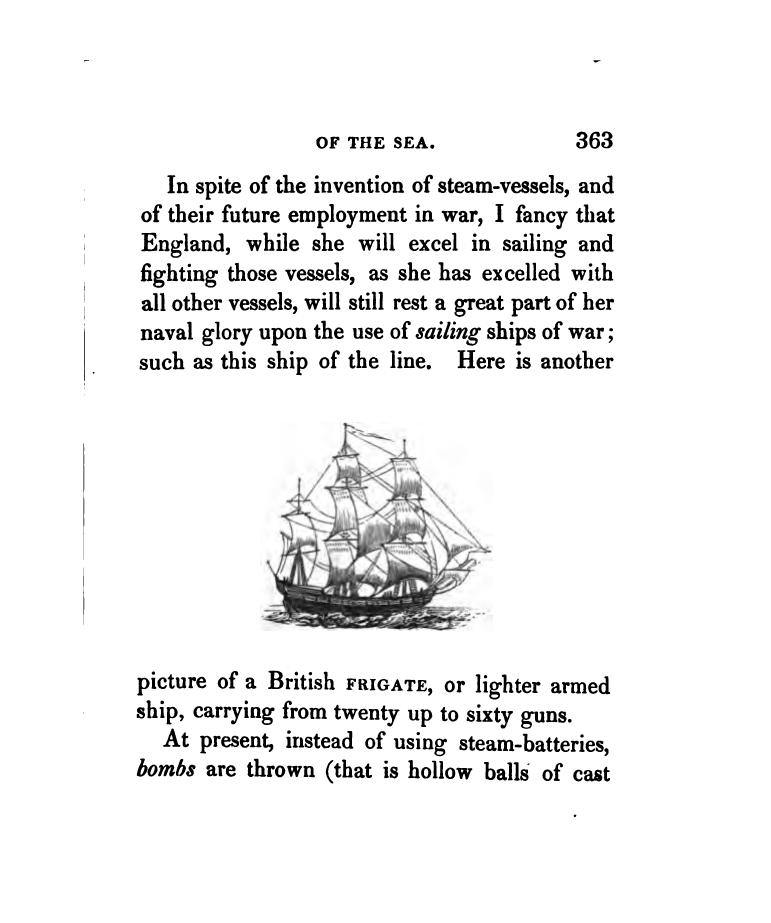 OF THE SEA. 363
In spite of the invention of steam-vessels, and
of their future employment in war, I fancy that
England, while she will excel in sailing and
fighting those vessels, as she has excelled with
all other vessels, will still rest a great part of her
naval glory upon the use of sailing ships of war;
such as this ship of the line. Here is another
picture of a British FRIGATE, or lighter armed
ship, carrying from twenty up to sixty guns.
At present, instead of using steam-batteries,
bombs are thrown (that is hollow balls of cast